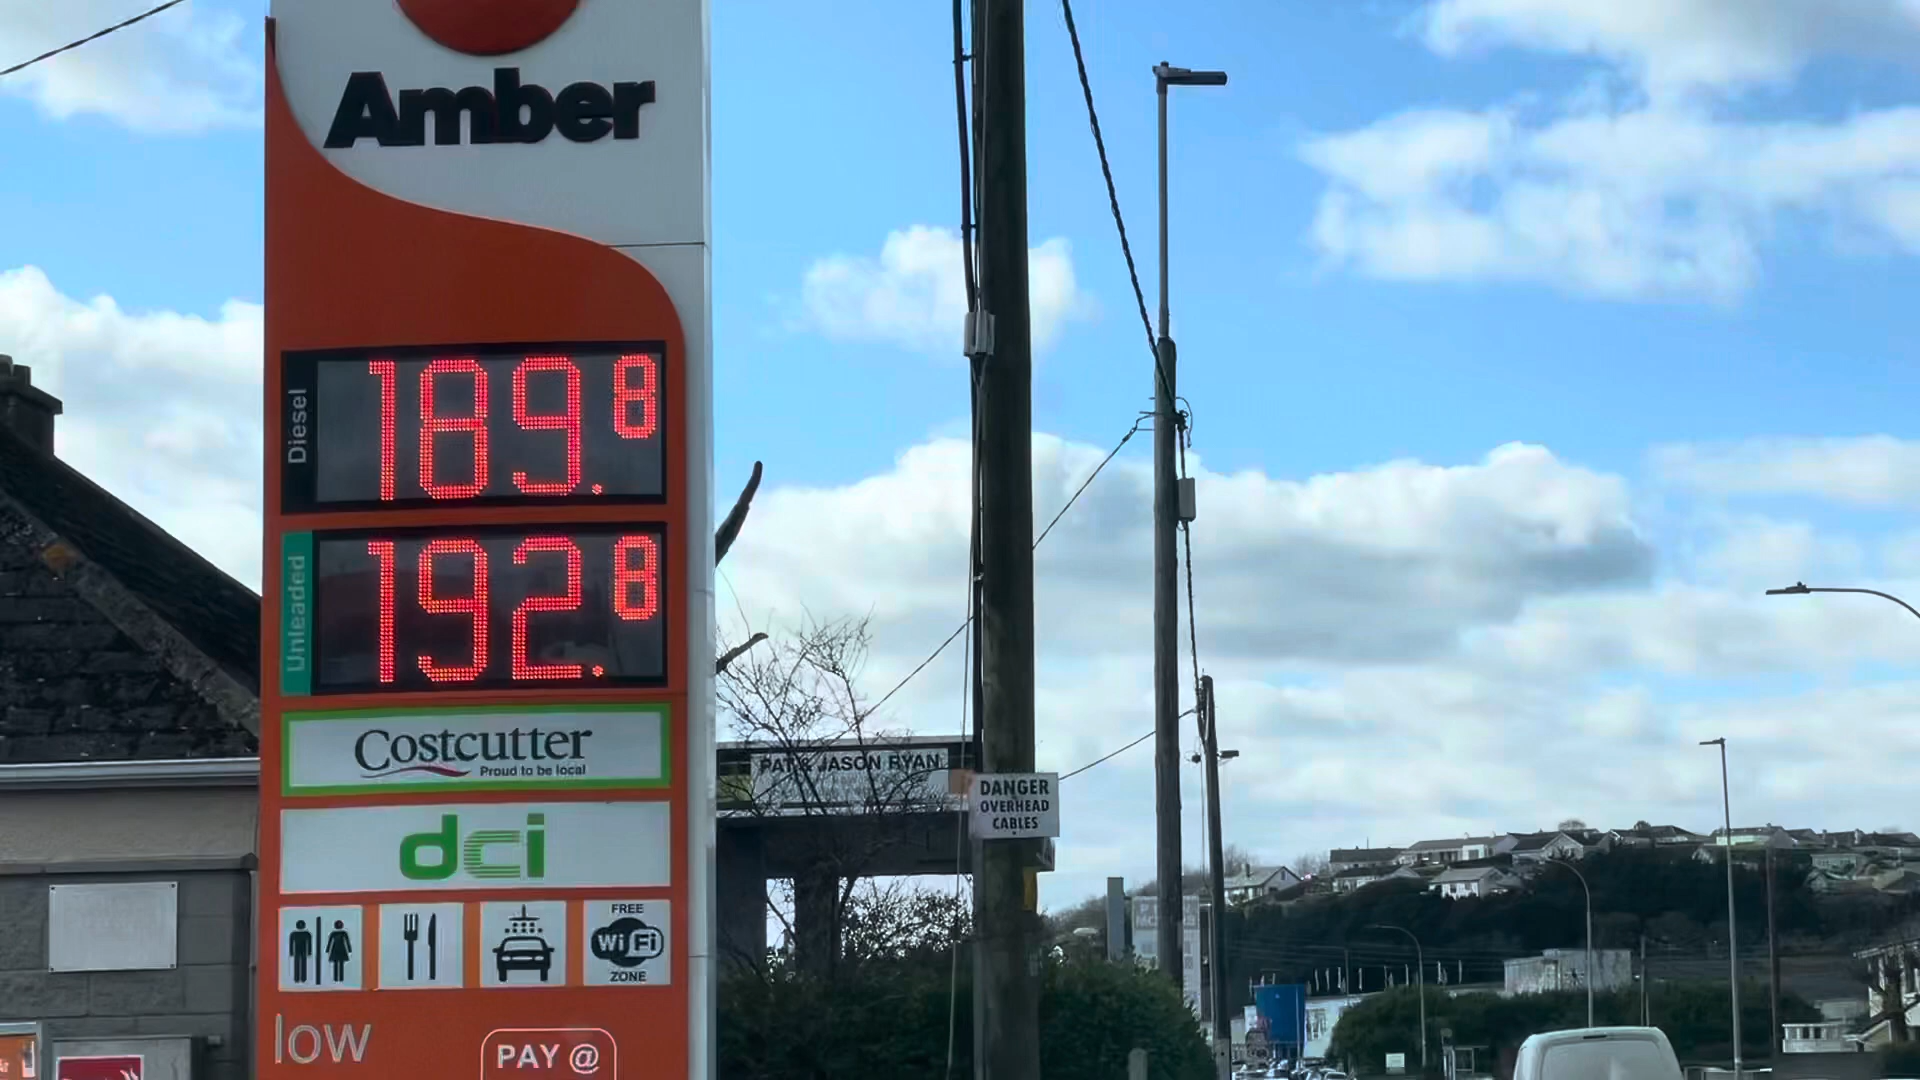 Amber
Diesel
189.8
Unleaded
192.8
Costcutter
Proud to be local
dci
FREE
WiFi
ZONE
low
PAY @
PAT & JASON RYAN
DANGER
OVERHEAD
CABLES